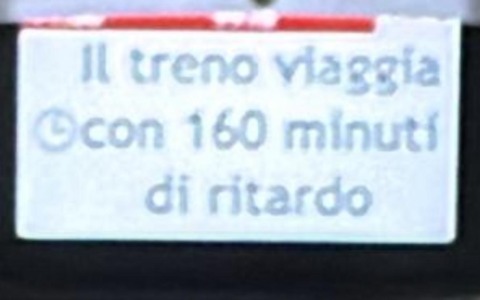 Il treno viaggia
con 160 minuti
di ritardo